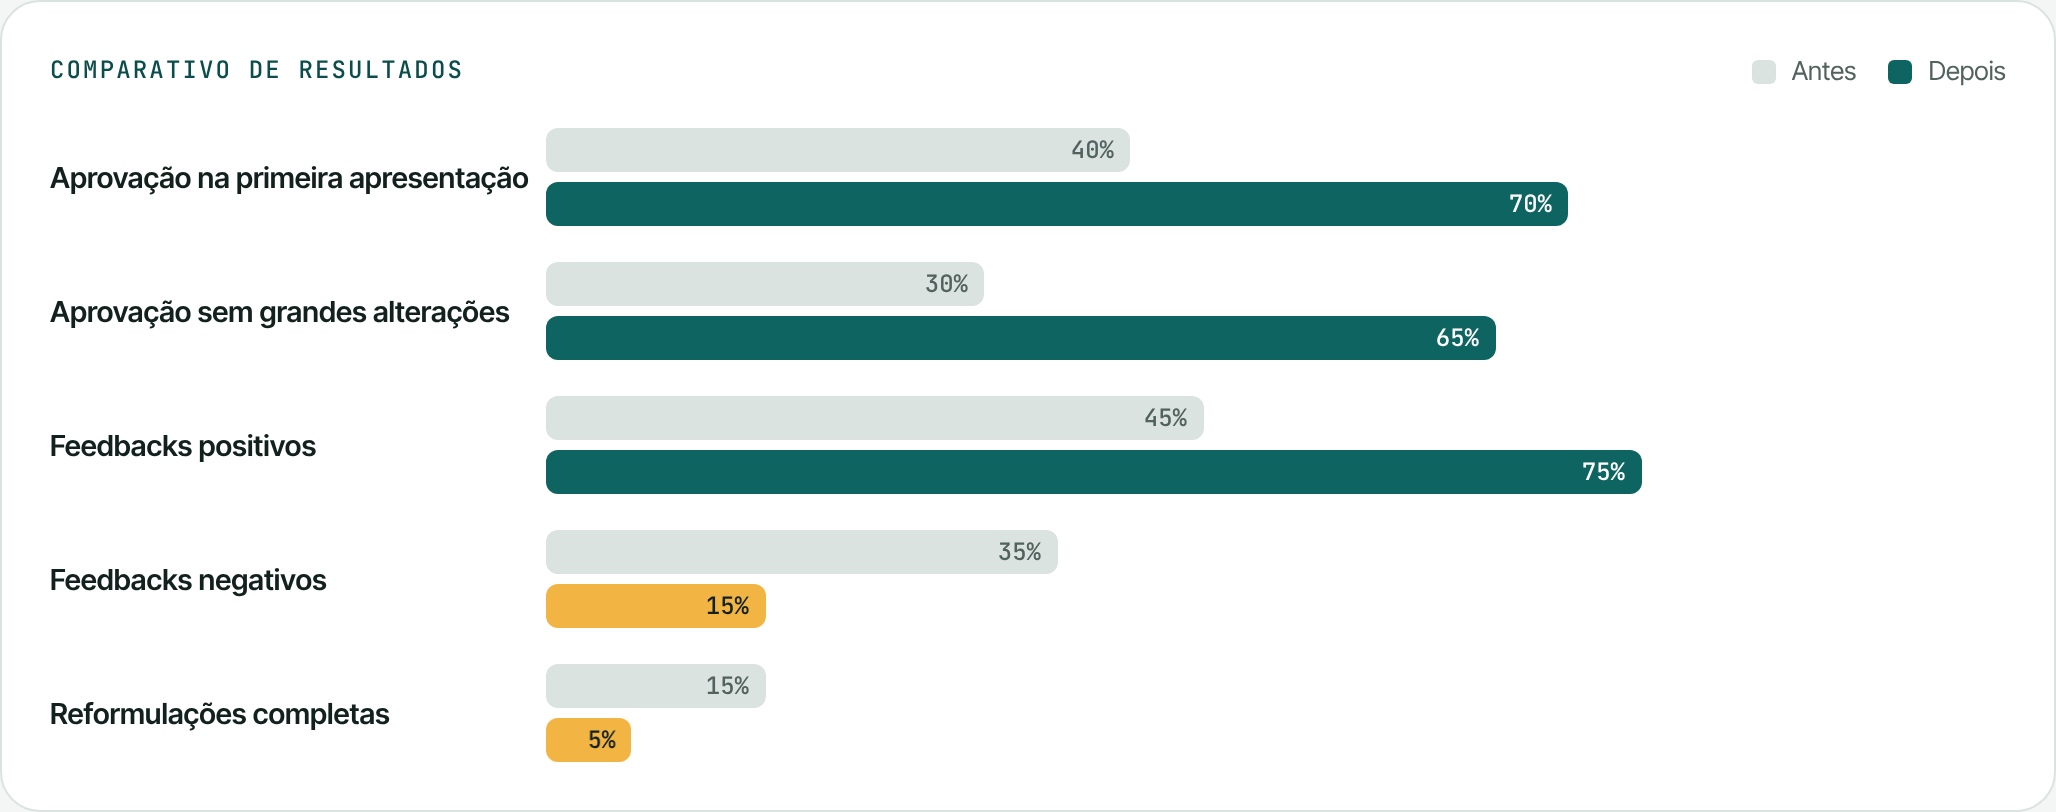 COMPARATIVO DE RESULTADOS
Antes
Depois
Aprovação na primeira apresentação
40%
70%
Aprovação sem grandes alterações
30%
65%
Feedbacks positivos
45%
75%
Feedbacks negativos
35%
15%
Reformulações completas
15%
5%